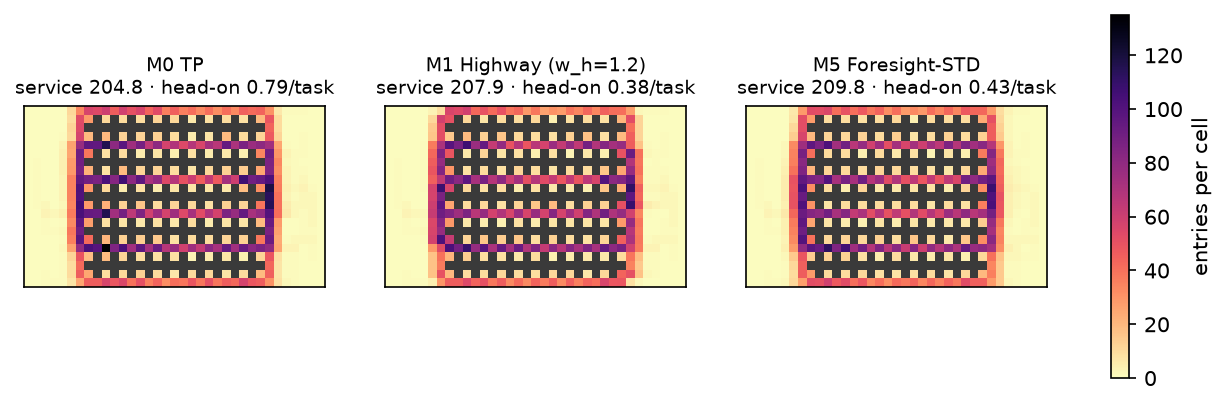 M0 TP
service 204.8 · head-on 0.79/task
M1 Highway (w_h=1.2)
service 207.9 · head-on 0.38/task
M5 Foresight-STD
service 209.8 · head-on 0.43/task
120
100
80
60
40
20
0
entries per cell